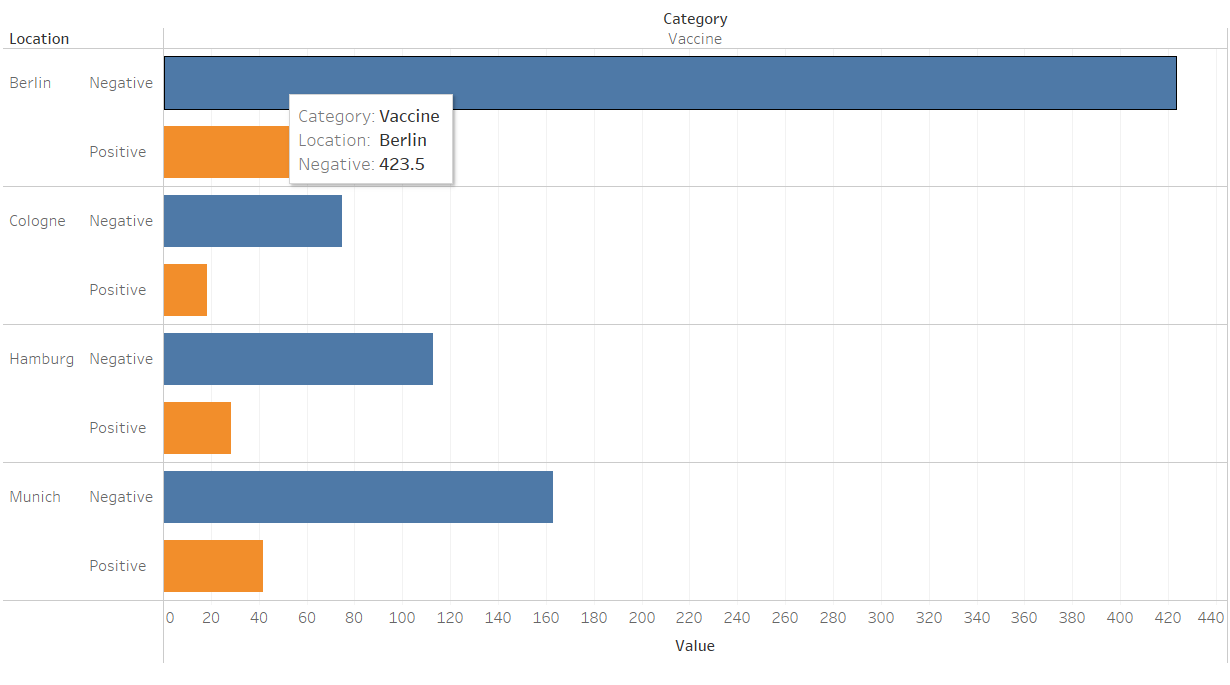 Category
Location
Vaccine
Berlin Negative
Category: Vaccine
Location: Berlin
Negative: 423.5
Positive
Cologne Negative
Positive
Hamburg Negative
Positive
Munich Negative
Positive
0 20 40 60 80 100 120 140 160 180 200 220 240 260 280 300 320 340 360 380 400 420 440
Value